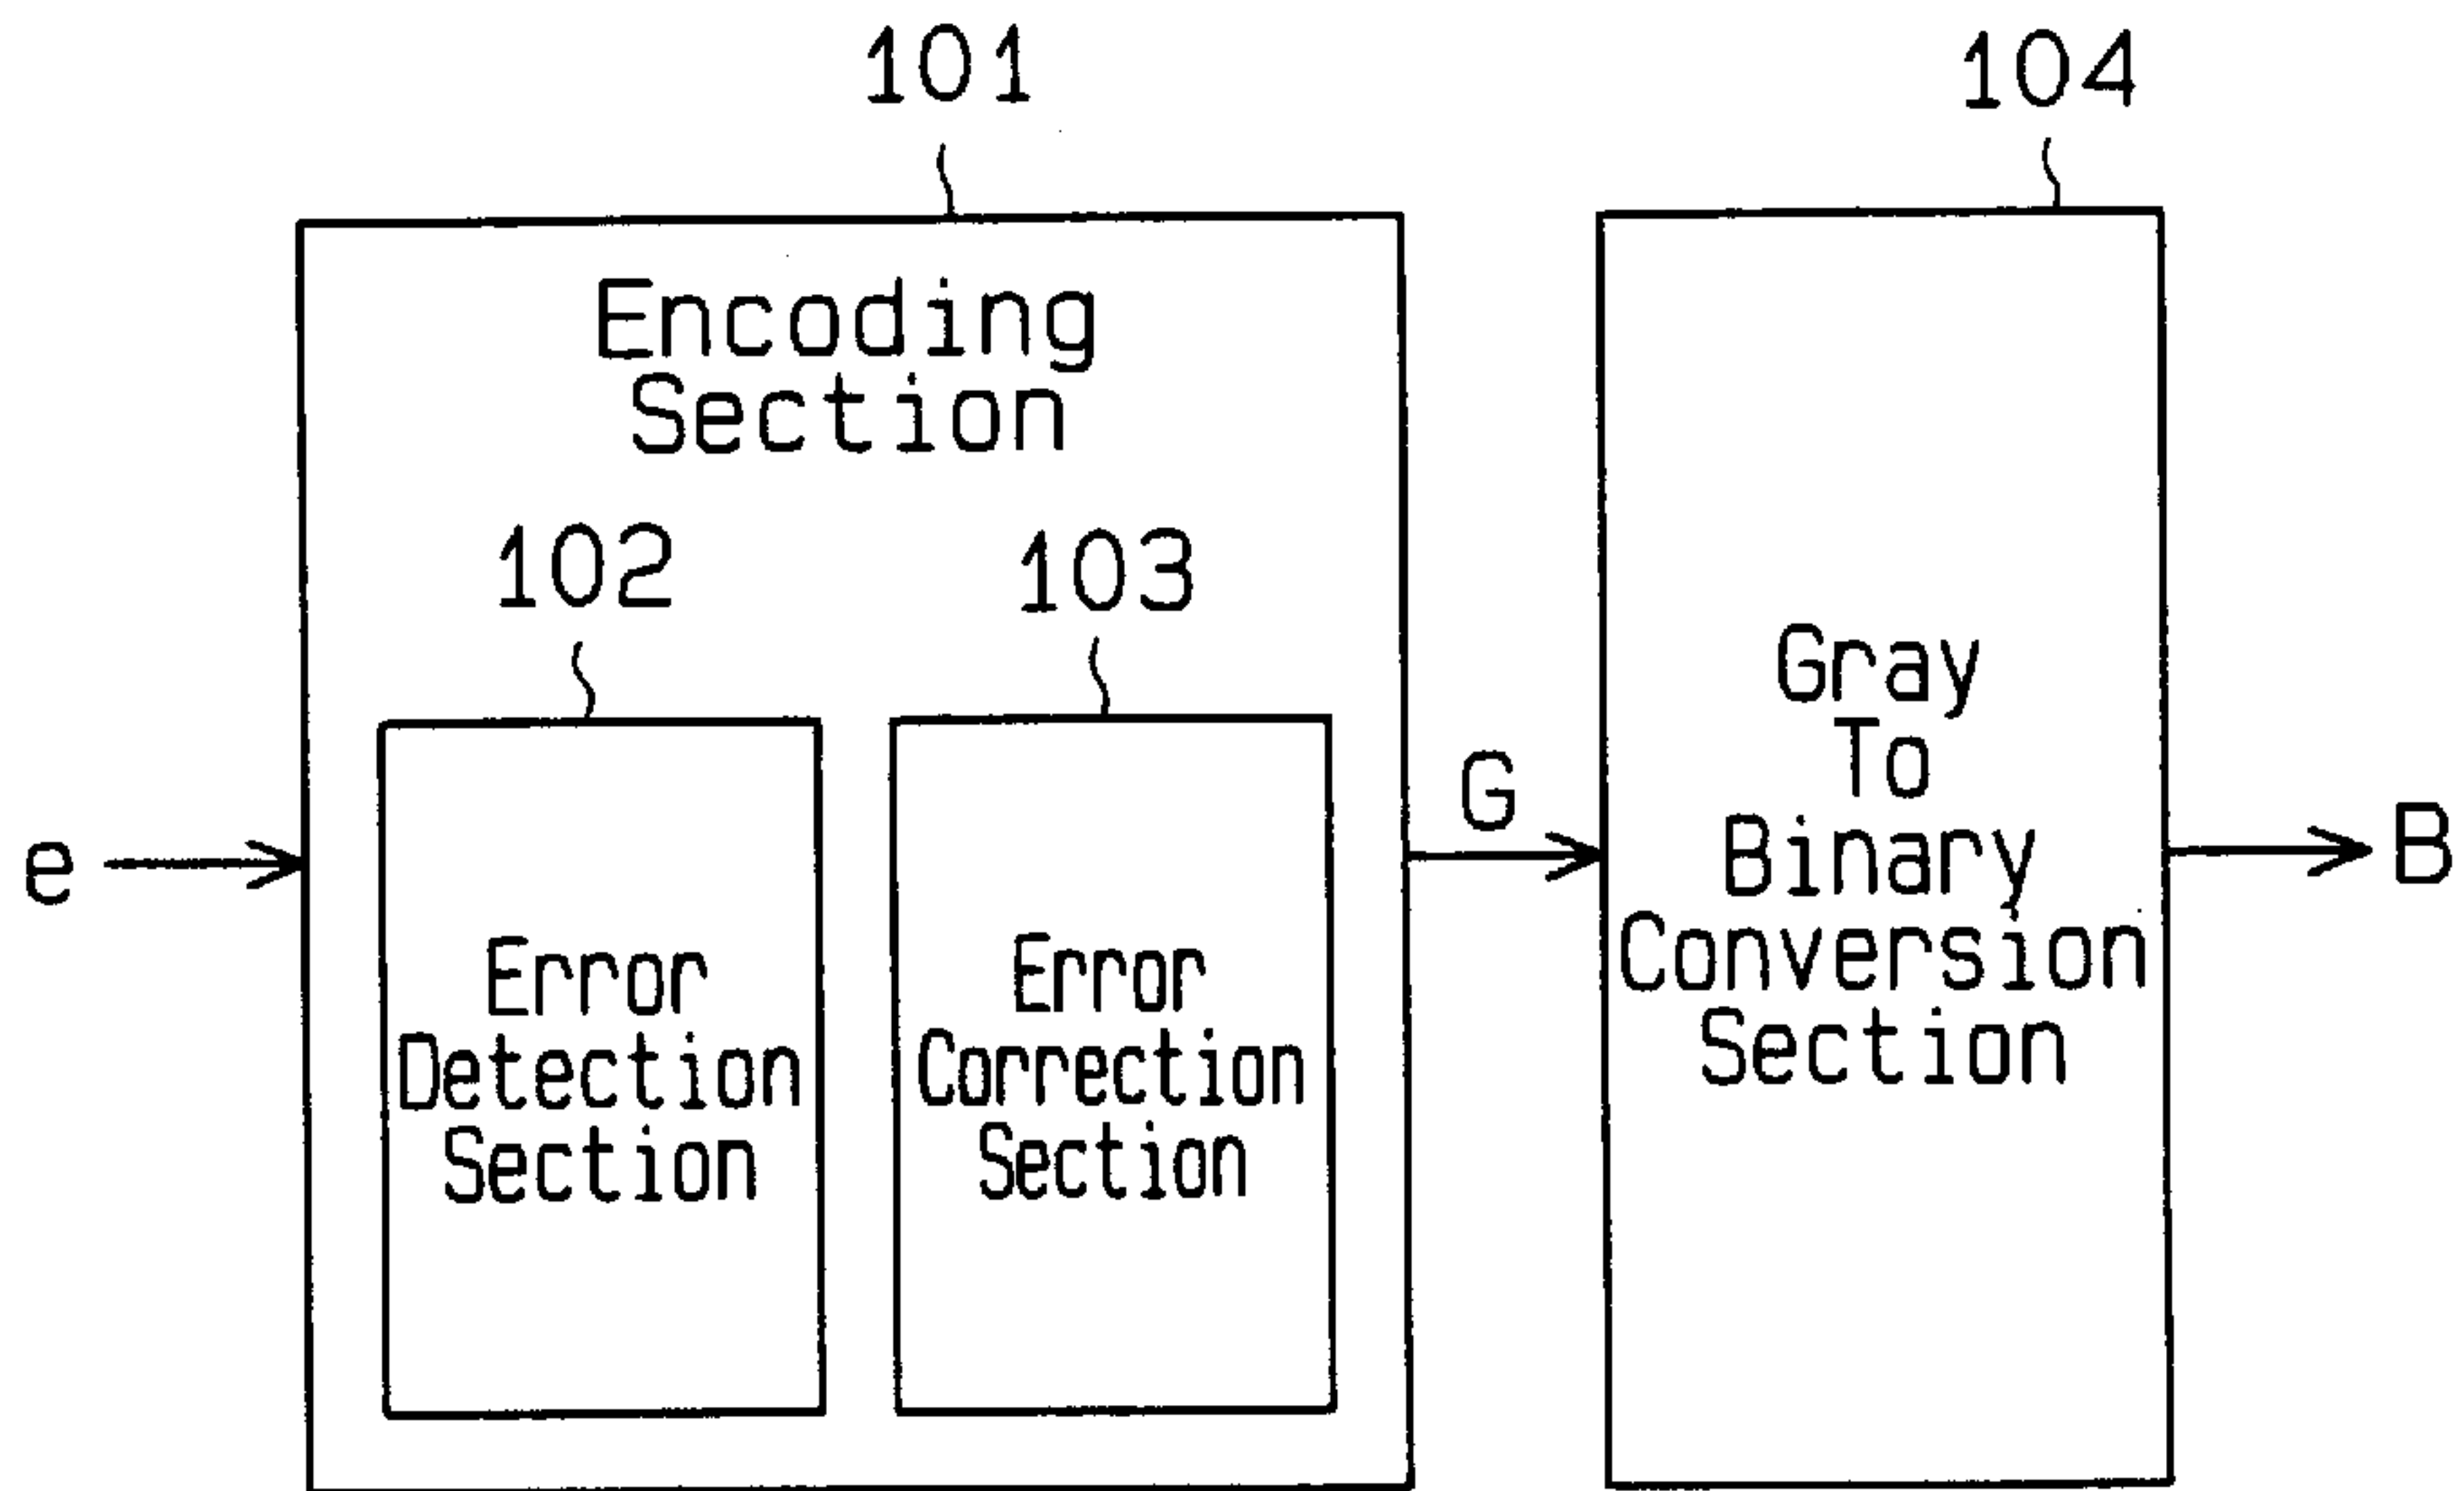 101
104
Encoding
Section
102
103
Error
Detection
Section
Error
Correction
Section
e
G
Gray
To
Binary
Conversion
Section
B